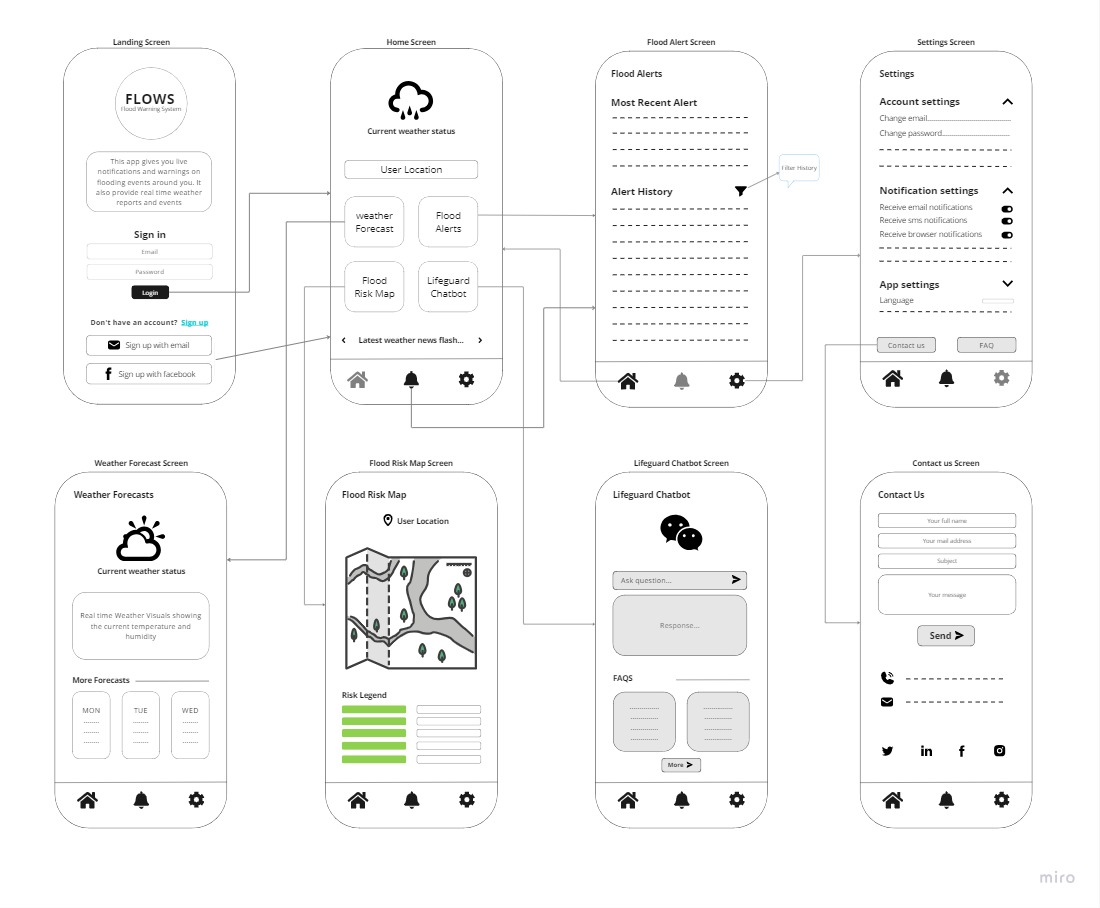 Landing Screen
FLOWS
Flood Warning System
This app gives you live
notifications and warnings on
flooding events around you. It
also provide real time weather
reports and events
Sign in
Email
Password
Login
Don't have an account? Sign up
Sign up with email
Sign up with facebook
Home Screen
Current weather status
User Location
weather
Forecast
Flood
Alerts
Flood
Risk Map
Lifeguard
Chatbot
Latest weather news flash...
Flood Alert Screen
Flood Alerts
Most Recent Alert
Alert History
Filter History
Settings Screen
Settings
Account settings
Change email
Change password
Notification settings
Receive email notifications
Receive sms notifications
Receive browser notifications
App settings
Language
Contact us
FAQ
Weather Forecast Screen
Weather Forecasts
Current weather status
Real time Weather Visuals showing
the current temperature and
humidity
More Forecasts
MON
TUE
WED
Flood Risk Map Screen
Flood Risk Map
User Location
Risk Legend
Lifeguard Chatbot Screen
Lifeguard Chatbot
Ask question...
Response...
FAQS
More
Contact us Screen
Contact Us
Your full name
Your mail address
Subject
Your message
Send
miro